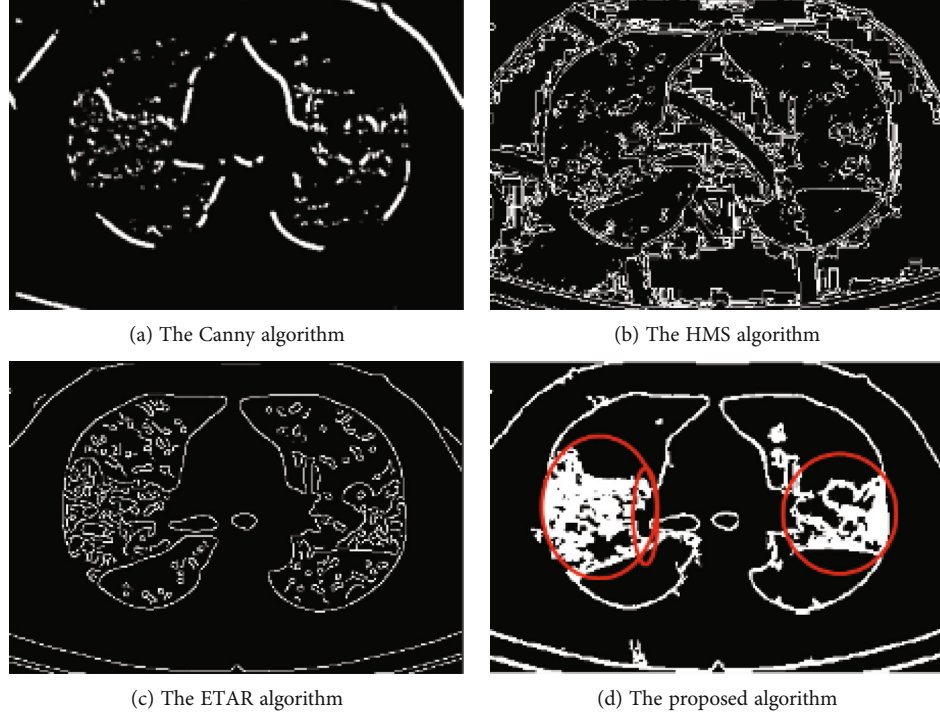 (a) The Canny algorithm
(b) The HMS algorithm
(c) The ETAR algorithm
(d) The proposed algorithm